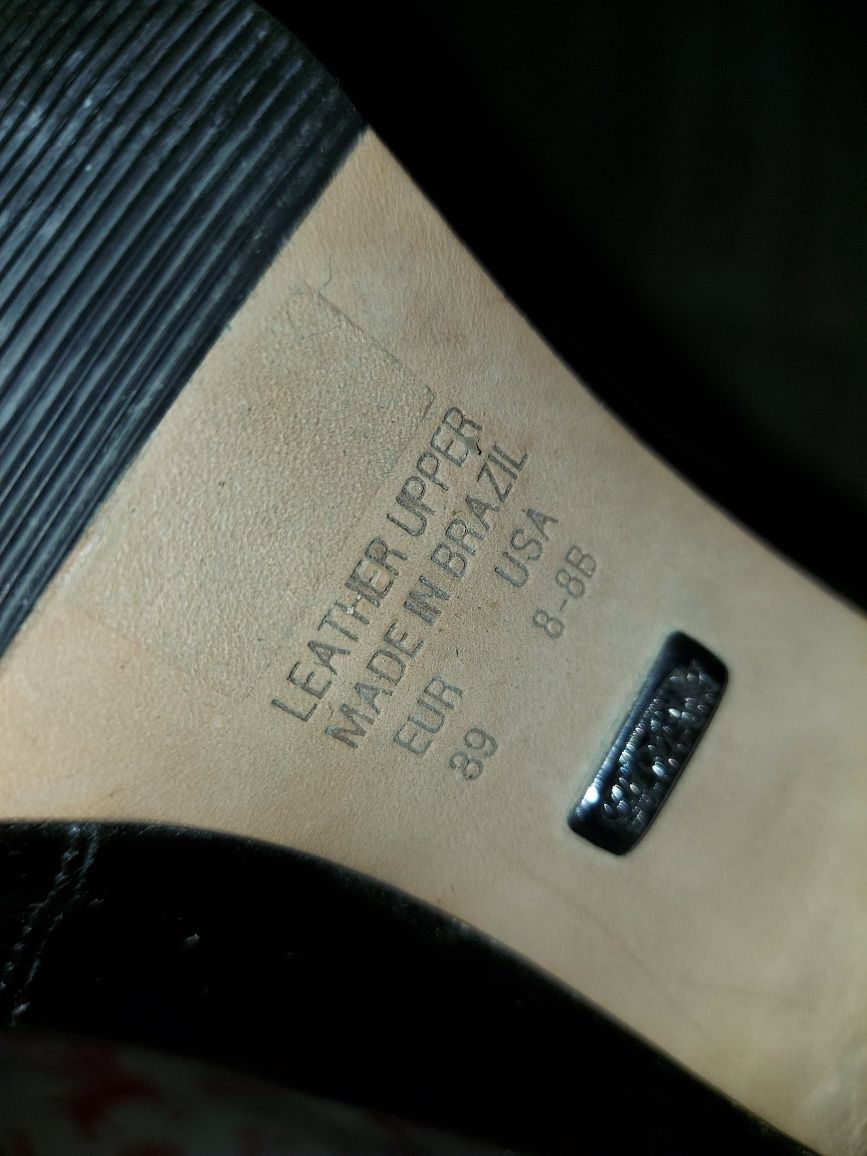 LEATHER UPPER
MADE IN BRAZIL
EUR USA
39 8-8B